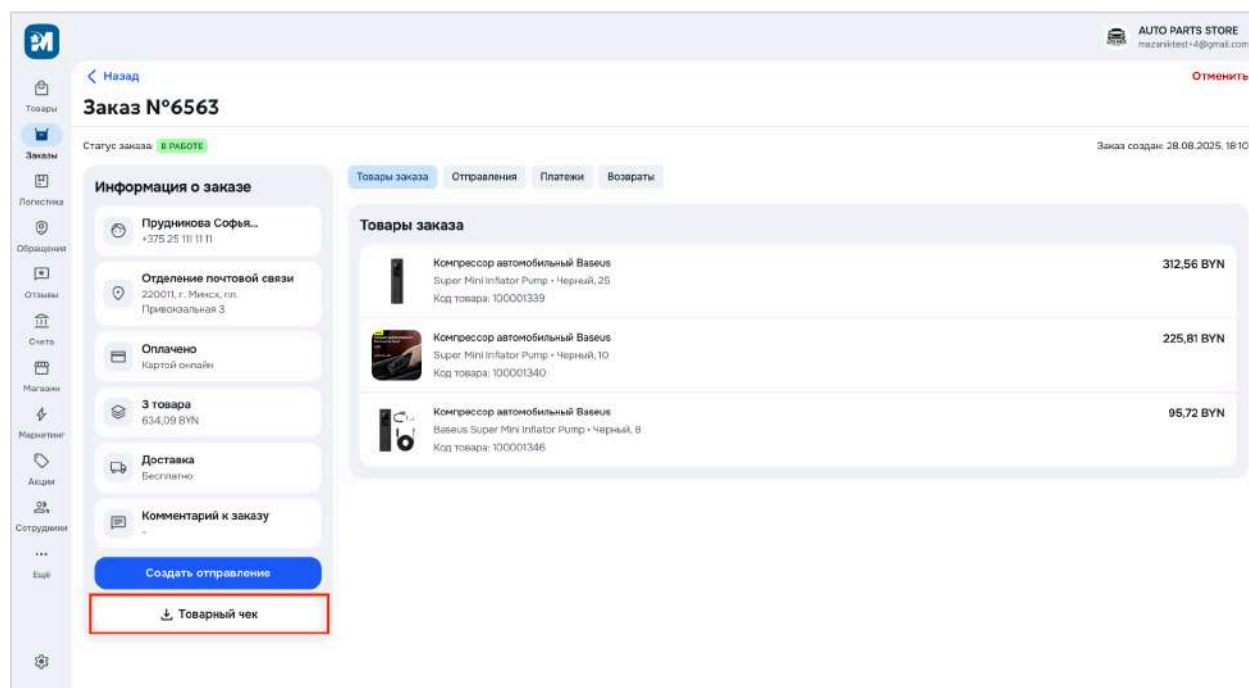 AUTO PARTS STORE
mazaniktest+4@gmail.com
Назад
Отменить
Заказ №6563
Статус заказа: В РАБОТЕ
Заказ создан: 28.08.2025, 18:10
Товары
Заказы
Логистика
Обращения
Отзывы
Счета
Магазин
Маркетинг
Акции
Сотрудники
Ещё
Информация о заказе
Прудникова Софья...
+375 25 111 11 11
Отделение почтовой связи
220011, г. Минск, пл.
Привокзальная 3
Оплачено
Картой онлайн
3 товара
634,09 BYN
Доставка
Бесплатно
Комментарий к заказу
-
Создать отправление
Товарный чек
Товары заказа
Отправления
Платежи
Возвраты
Товары заказа
Компрессор автомобильный Baseus
312,56 BYN
Super Mini Inflator Pump • Черный, 25
Код товара: 100001339
Компрессор автомобильный Baseus
225,81 BYN
Super Mini Inflator Pump • Черный, 10
Код товара: 100001340
Компрессор автомобильный Baseus
95,72 BYN
Baseus Super Mini Inflator Pump • Черный, 8
Код товара: 100001346